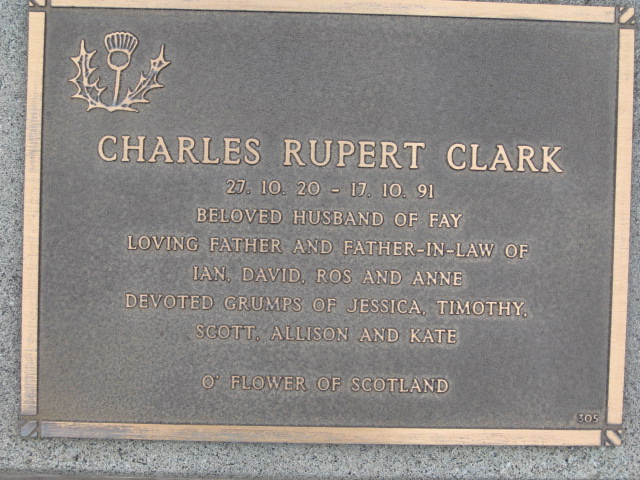 CHARLES RUPERT CLARK
27. 10. 20 - 17. 10. 91
BELOVED HUSBAND OF FAY
LOVING FATHER AND FATHER-IN-LAW OF
IAN, DAVID, ROS AND ANNE
DEVOTED GRUMPS OF JESSICA, TIMOTHY,
SCOTT, ALLISON AND KATE
O' FLOWER OF SCOTLAND
305